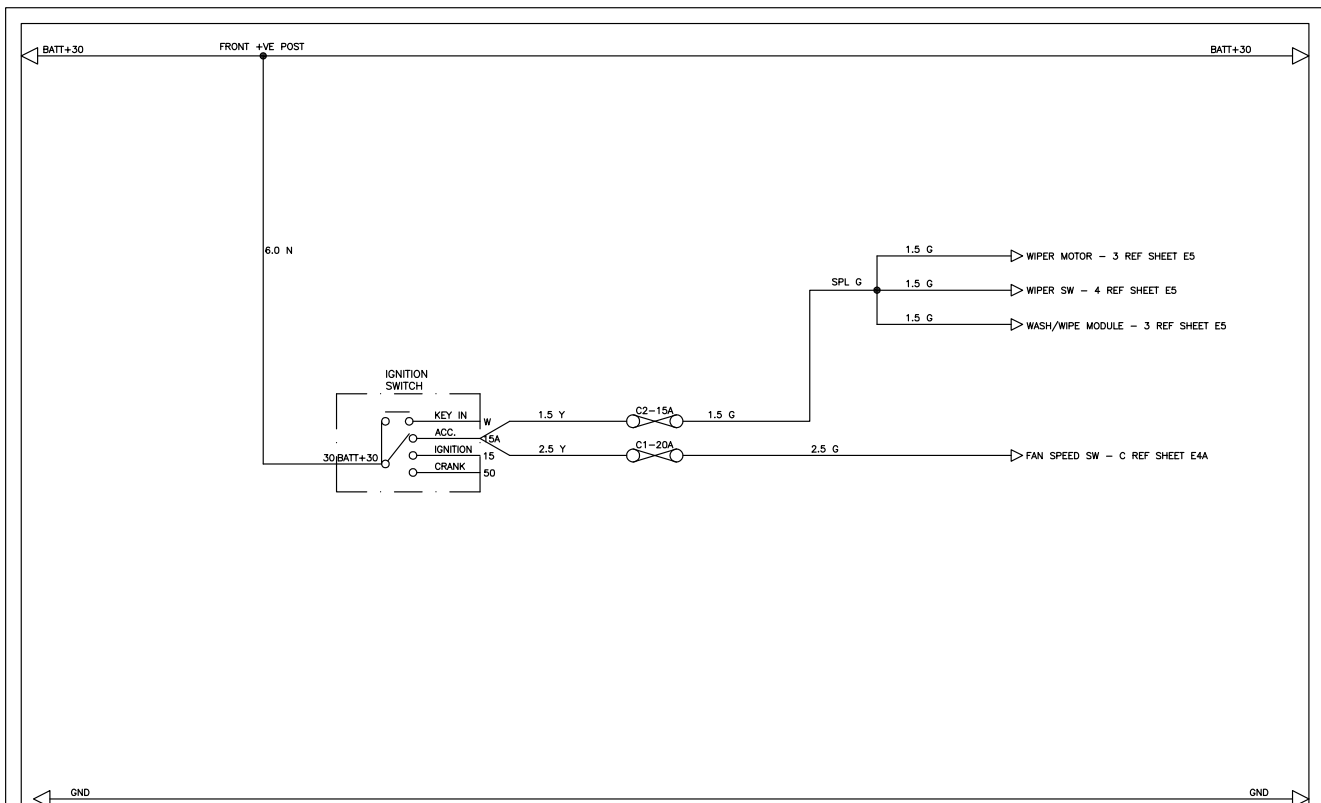 BATT+30
FRONT +VE POST
BATT+30
6.0 N
1.5 G
WIPER MOTOR - 3 REF SHEET E5
SPL G
1.5 G
WIPER SW - 4 REF SHEET E5
1.5 G
WASH/WIPE MODULE - 3 REF SHEET E5
IGNITION
SWITCH
KEY IN
W
1.5 Y
C2-15A
1.5 G
ACC.
15A
IGNITION
15
2.5 Y
C1-20A
2.5 G
FAN SPEED SW - C REF SHEET E4A
30
BATT+30
CRANK
50
GND
GND